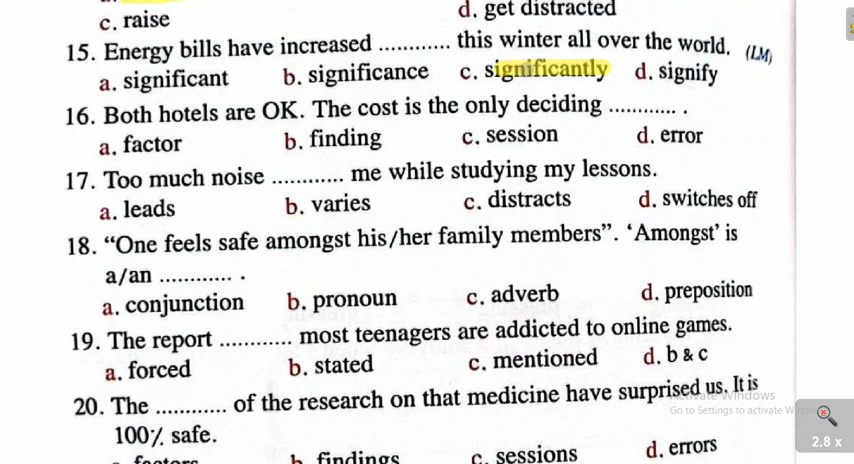 c. raise d. get distracted
15. Energy bills have increased ............ this winter all over the world. (LM)
a. significant b. significance c. significantly d. signify
16. Both hotels are OK. The cost is the only deciding ............ .
a. factor b. finding c. session d. error
17. Too much noise ............ me while studying my lessons.
a. leads b. varies c. distracts d. switches off
18. “One feels safe amongst his/her family members”. ‘Amongst’ is
a/an ............ .
a. conjunction b. pronoun c. adverb d. preposition
19. The report ............ most teenagers are addicted to online games.
a. forced b. stated c. mentioned d. b & c
20. The ............ of the research on that medicine have surprised us. It is
Activate Windows
Go to Settings to activate
100% safe.
2.8 x
factors b. findings c. sessions d. errors